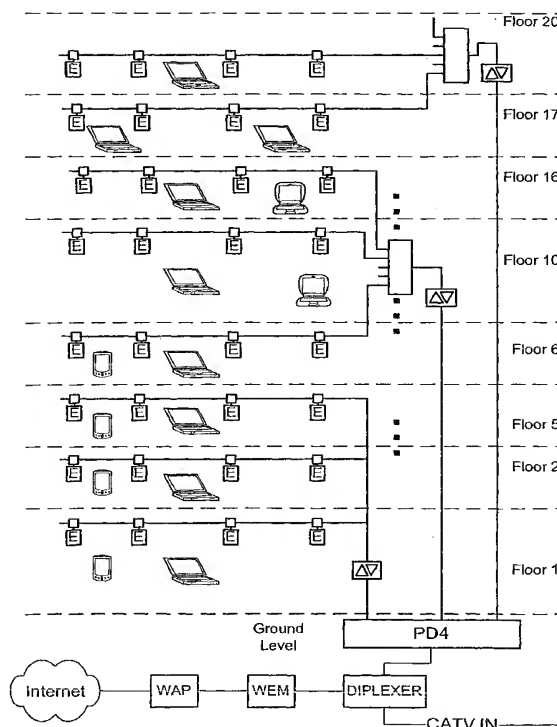 Floor 20
E E E E
Floor 17
E E E E
Floor 16
E E E E
Floor 10
E E E E
Floor 6
E E E E
Floor 5
E E E E
Floor 2
E E E E
Floor 1
E E E E
Ground
Level
PD4
Internet
WAP
WEM
DIPLEXER
CATV IN